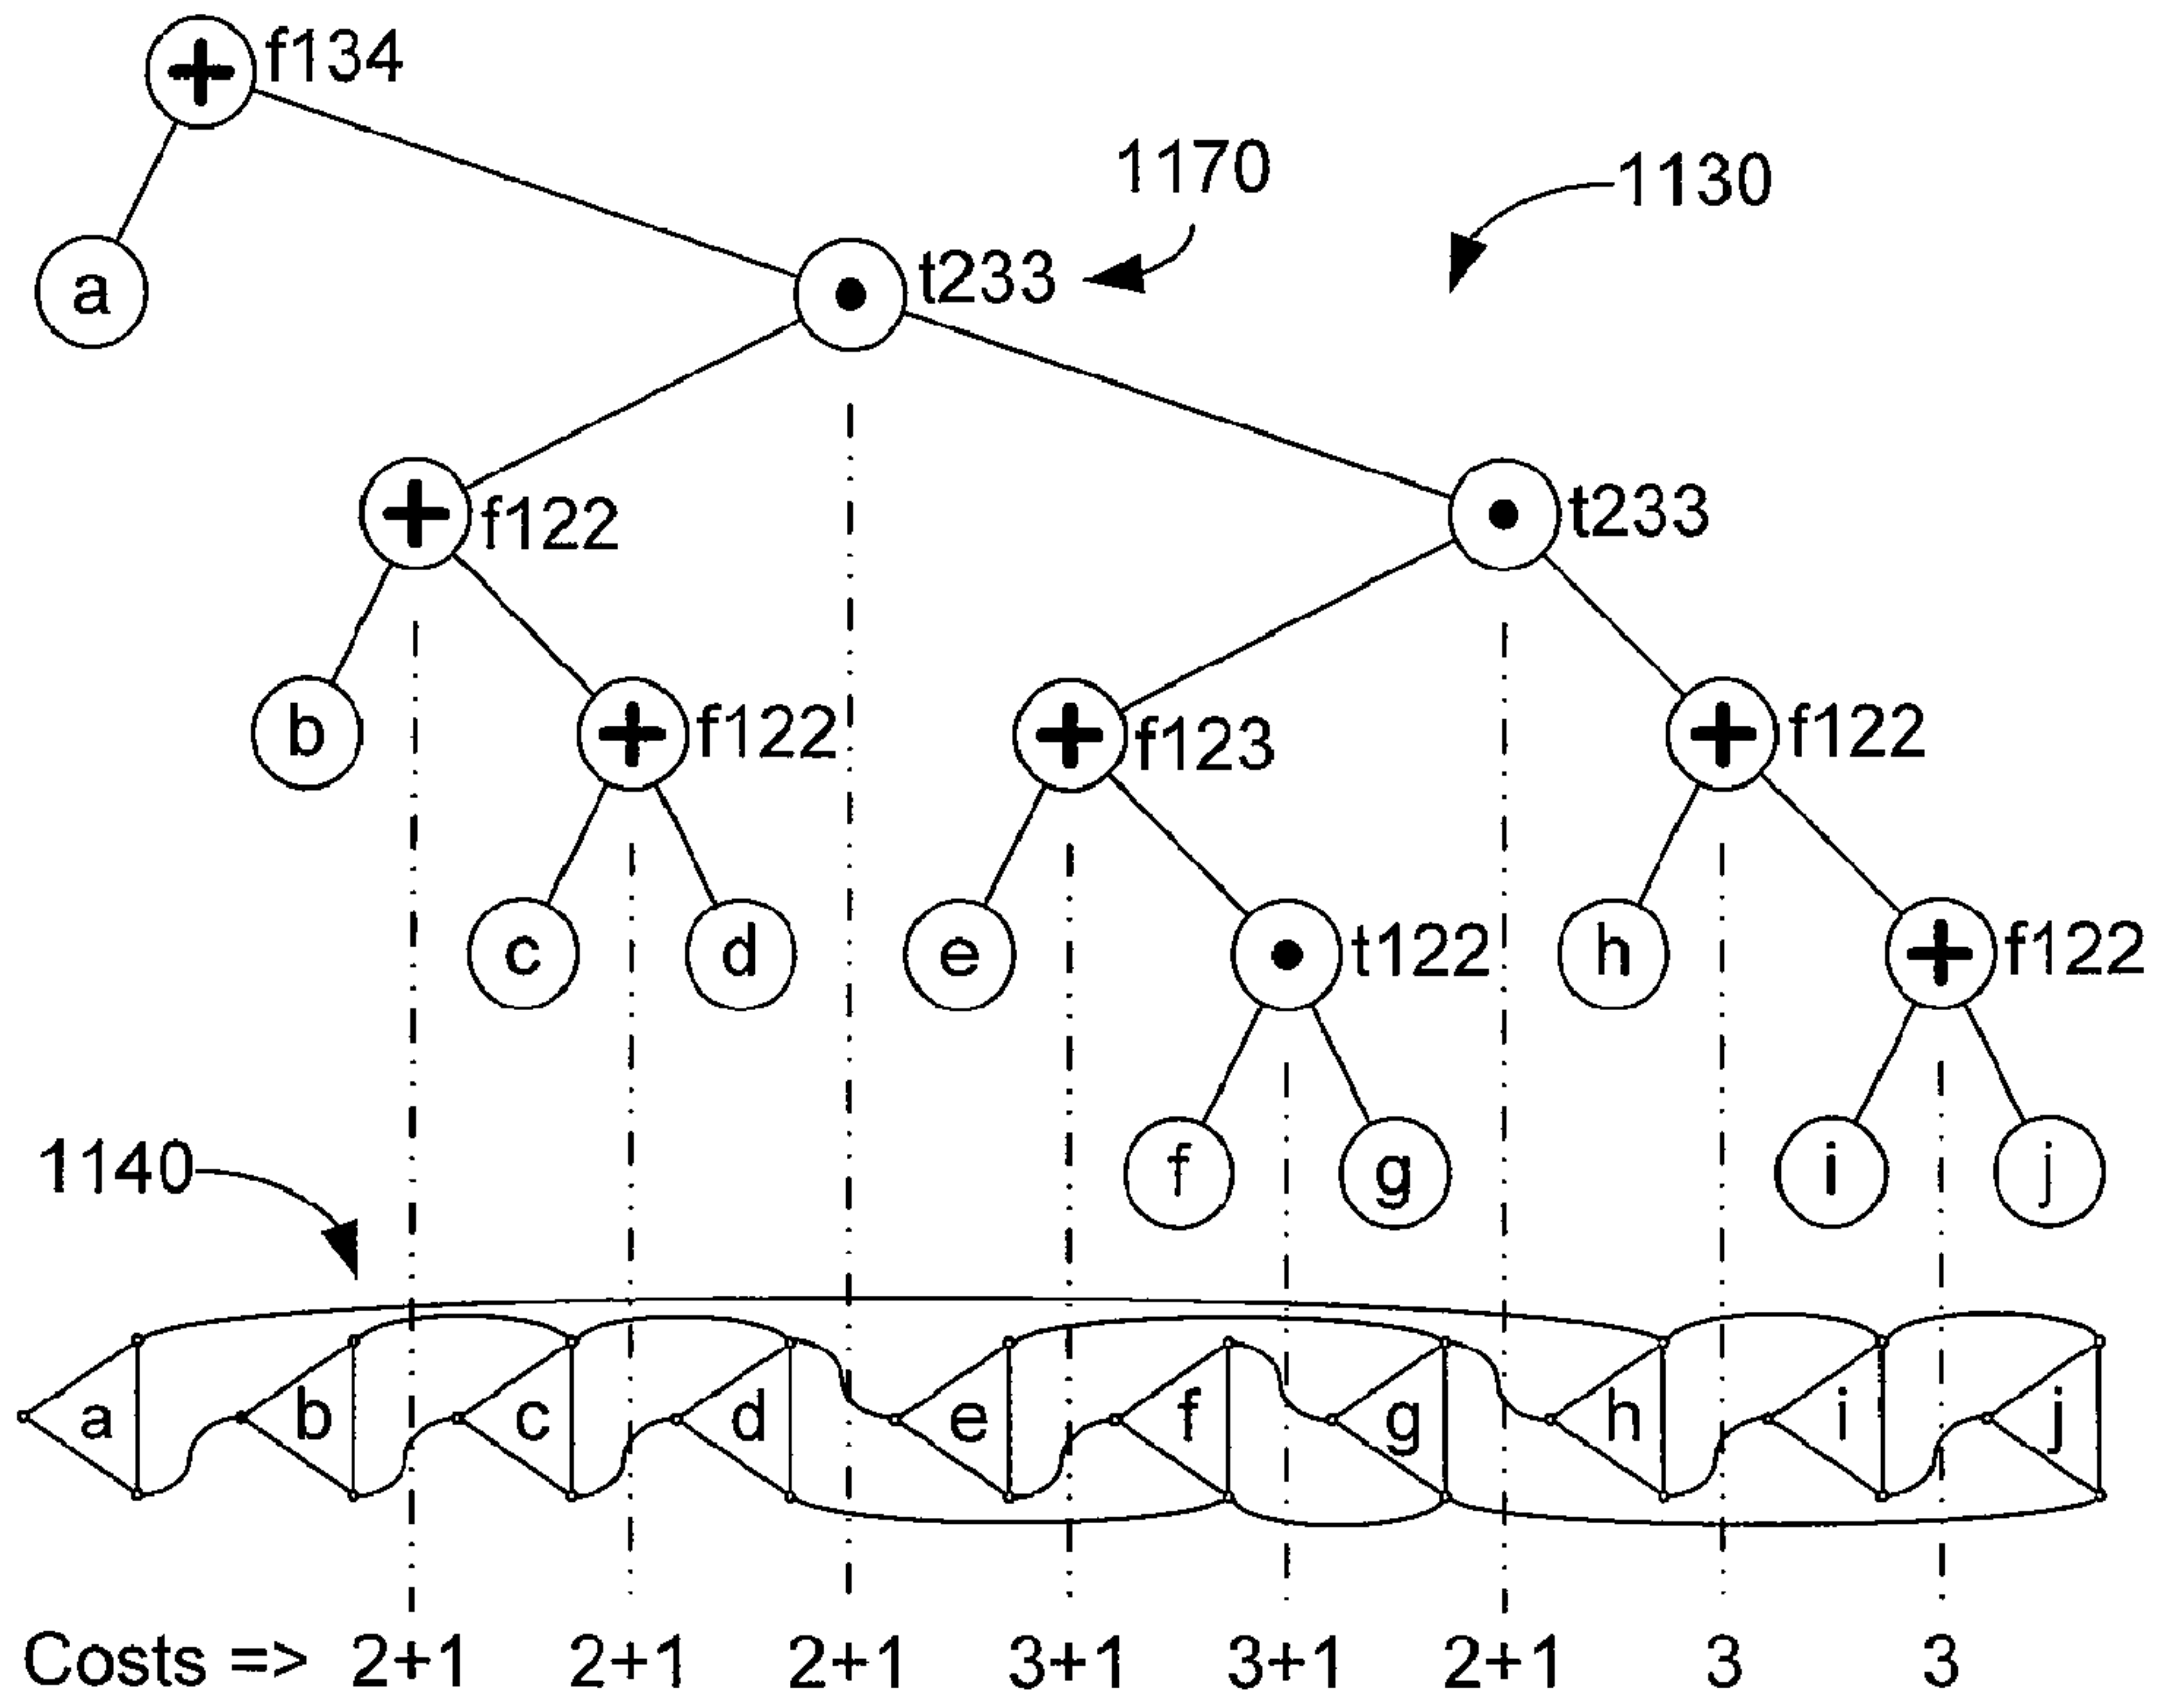 f134
1170
1130
a
t233
f122
t233
b
f122
f123
f122
c
d
e
t122
h
f122
1140
f
g
i
j
a b c d e f g h i j
Costs => 2+1 2+1 2+1 3+1 3+1 2+1 3 3